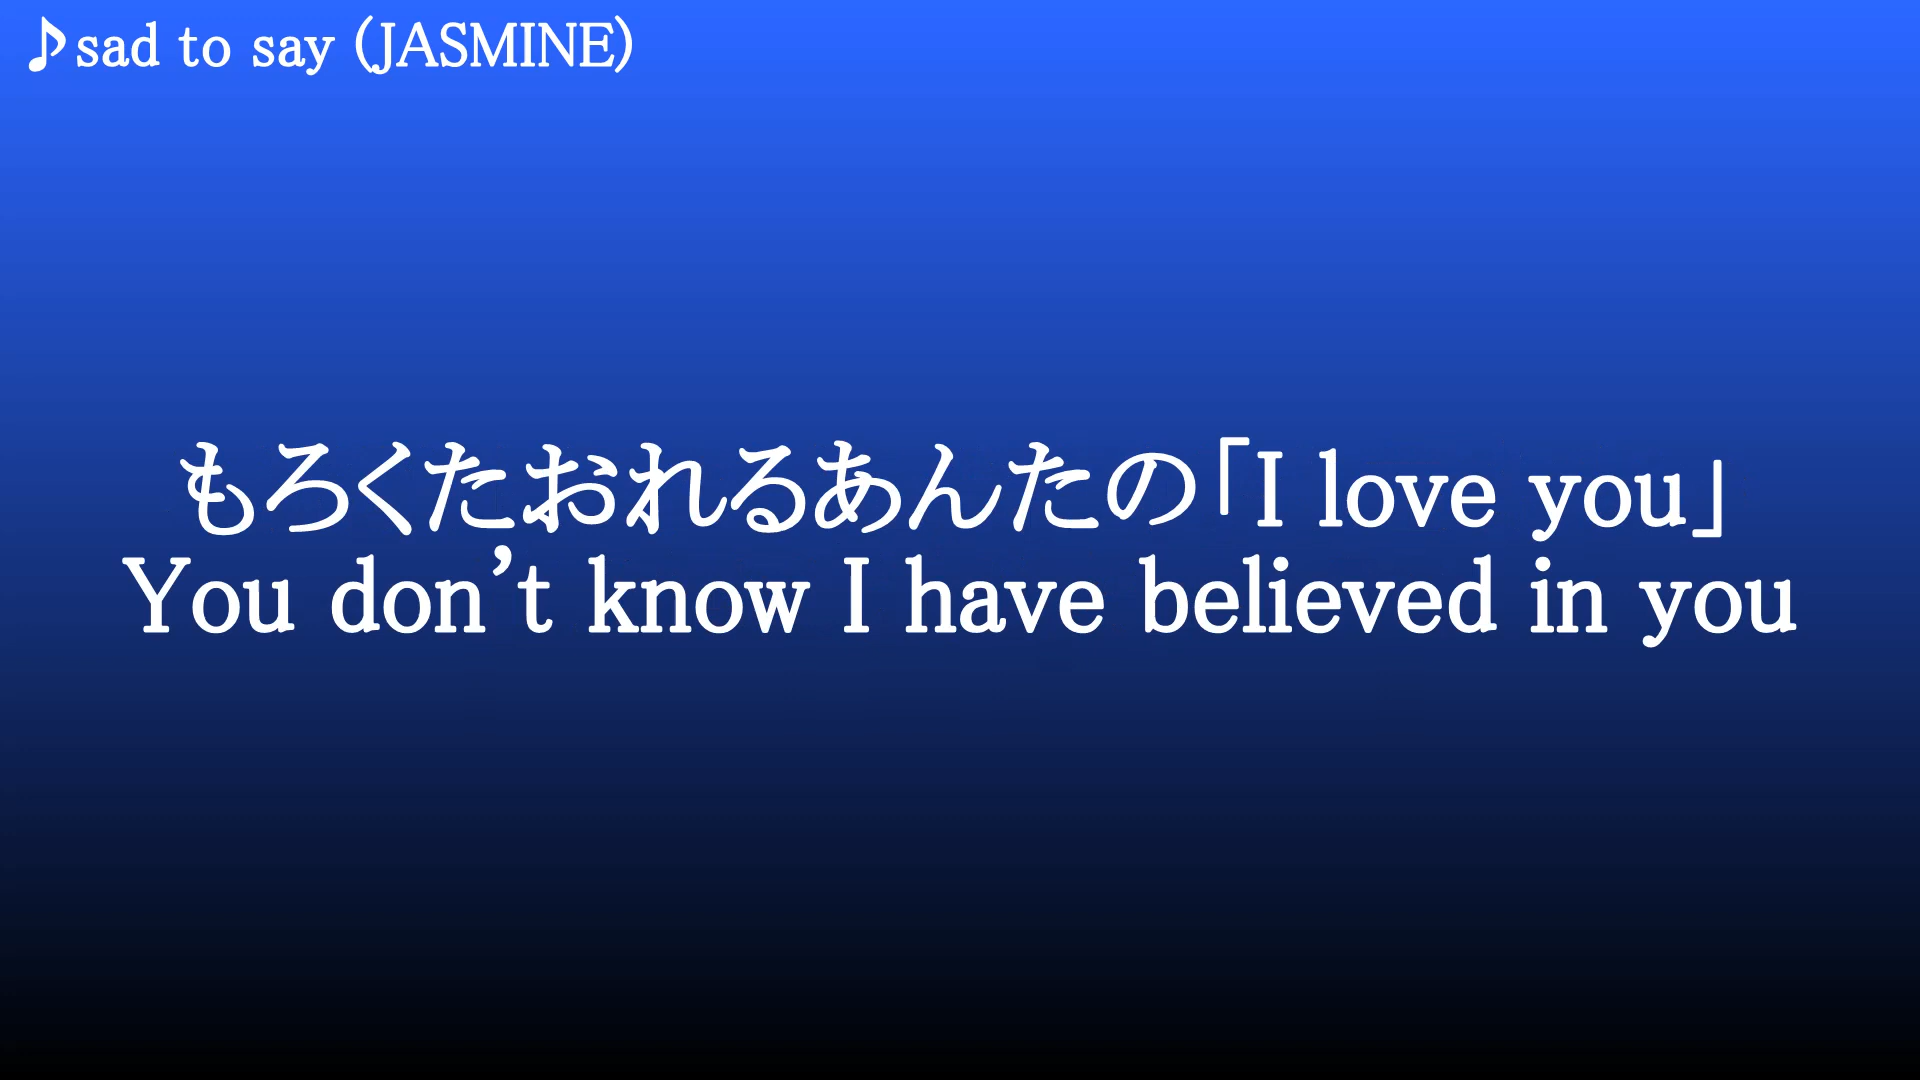 ♪sad to say (JASMINE)
もろくたおれるあんたの「I love you」
You don't know I have believed in you